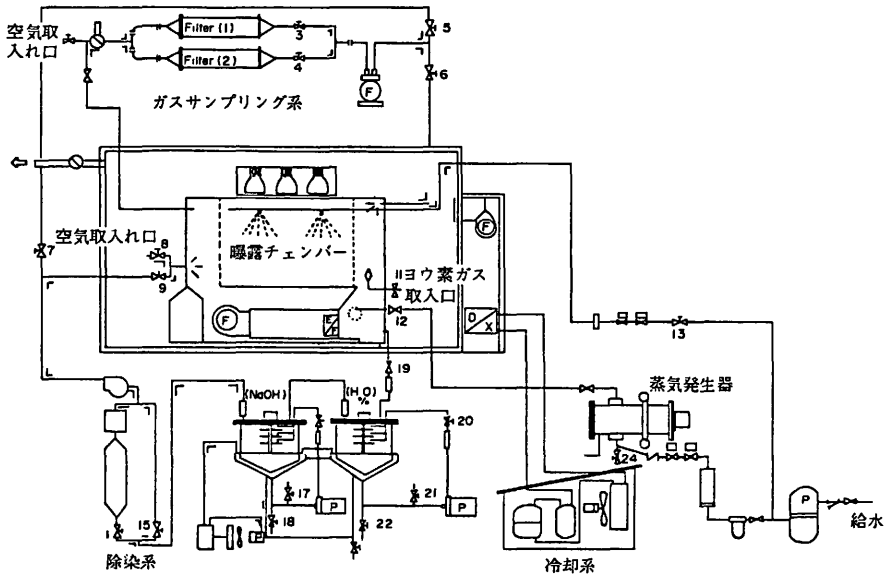 空気取
入れ口
Filter(1)
3
5
Filter(2)
4
6
F
ガスサンプリング系
F
空気取入れ口
8
7
9
曝露チェンバー
11ヨウ素ガス
取入口
12
F
D
X
13
19
蒸気発生器
(NaOH)
20
24
17
P
21
P
18
22
1
15
除染系
冷却系
P
給水